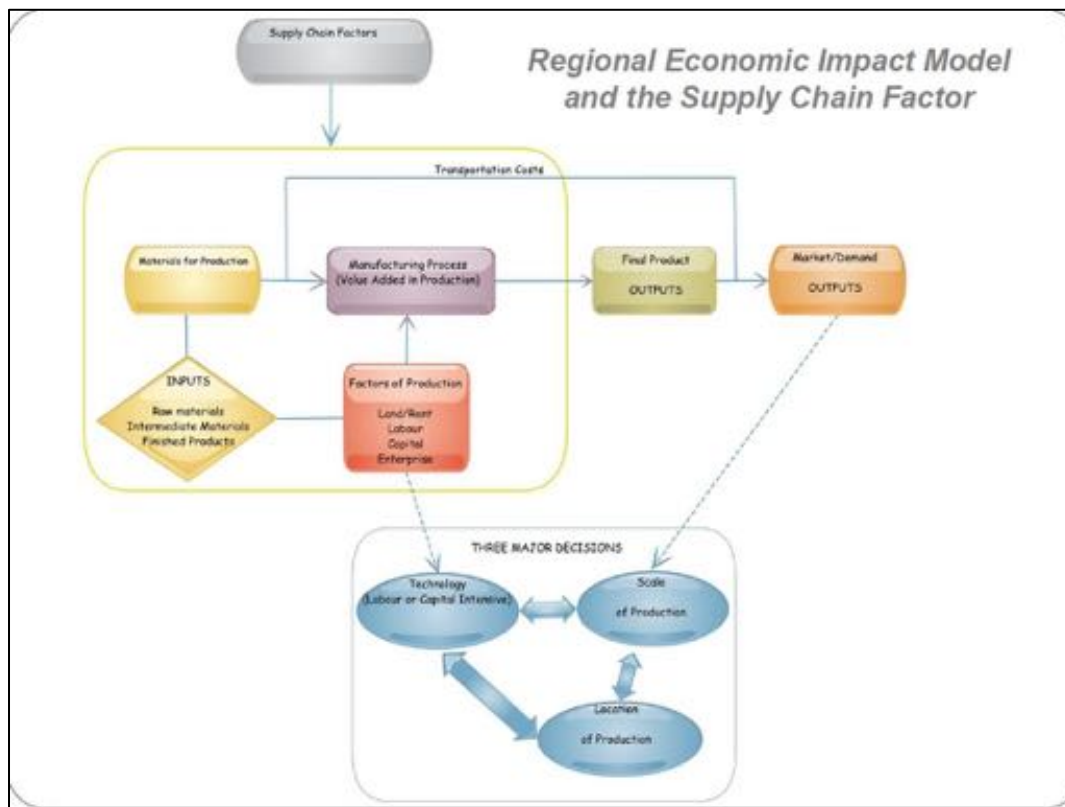 Supply Chain Factors
Regional Economic Impact Model
and the Supply Chain Factor
Transportation Costs
Materials for Production
Manufacturing Process
(Value Added in Production)
Final Product
OUTPUTS
Market/Demand
OUTPUTS
INPUTS
Raw materials
Intermediate Materials
Finished Products
Factors of Production
Land/Rent
Labour
Capital
Enterprise
THREE MAJOR DECISIONS
Technology
(Labour or Capital Intensive)
Scale
of Production
Location
of Production